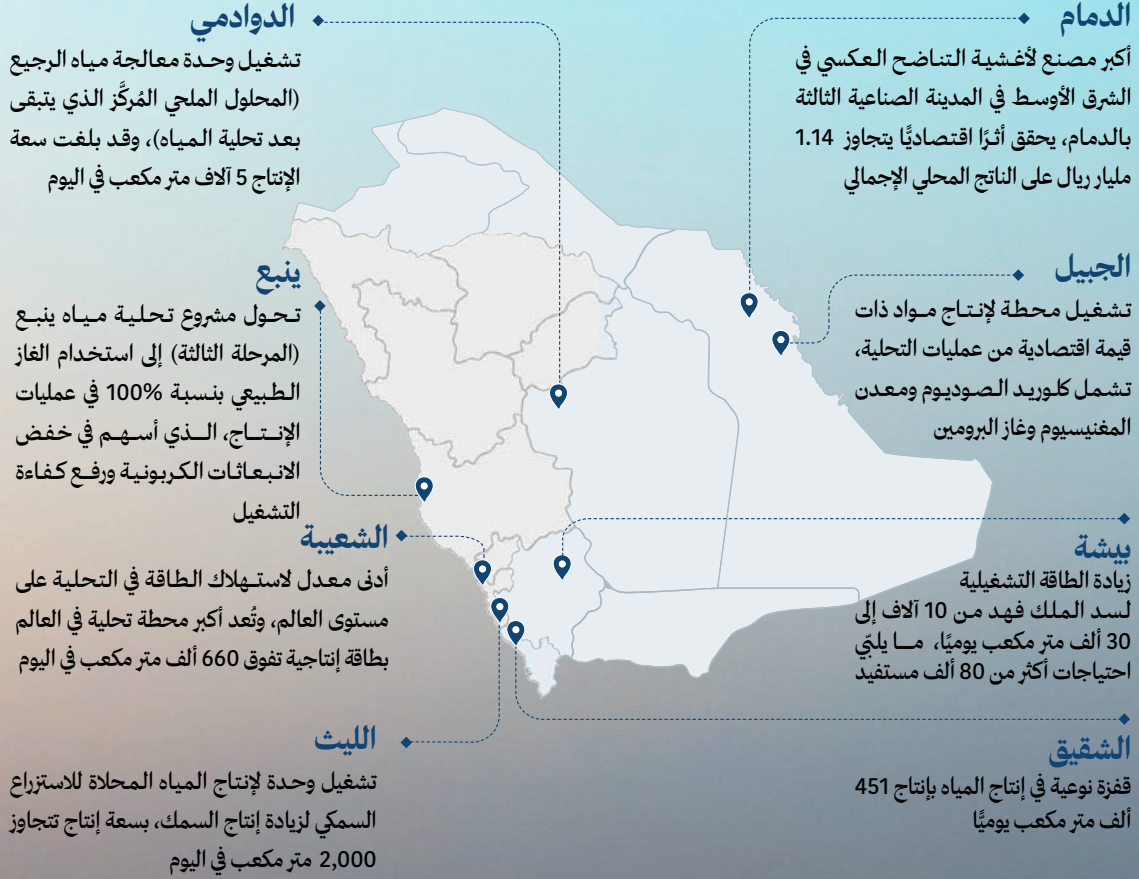 الدمام
أكبر مصنع لأغشية التناضح العكسي في
الشرق الأوسط في المدينة الصناعية الثالثة
بالدمام، يحقق أثرًا اقتصاديًّا يتجاوز 1.14
مليار ريال على الناتج المحلي الإجمالي
الجبيل
تشغيل محطة لإنتاج مواد ذات
قيمة اقتصادية من عمليات التحلية،
تشمل كلوريد الصوديوم ومعدن
المغنيسيوم وغاز البرومين
بيشة
زيادة الطاقة التشغيلية
لسد الملك فهد من 10 آلاف إلى
30 ألف متر مكعب يوميًا، مـا يلبّي
احتياجات أكثر من 80 ألف مستفيد
الشقيق
قفزة نوعية في إنتاج المياه بإنتاج 451
ألف متر مكعب يوميًّا
الدوادمي
تشغيل وحدة معالجة مياه الرجيع
(المحلول الملحي المُركَّز الذي يتبقى
بعد تحلية المياه)، وقد بلغت سعة
الإنتاج 5 آلاف متر مكعب في اليوم
ينبع
تحول مشروع تحلية مياه ينبع
(المرحلة الثالثة) إلى استخدام الغاز
الطبيعي بنسبة 100% في عمليات
الإنتاج، الذي أسهم في خفض
الانبعاثات الكربونية ورفع كفاءة
التشغيل
الشعيبة
أدنى معدل لاستهلاك الطاقة في التحلية على
مستوى العالم، وتُعد أكبر محطة تحلية في العالم
بطاقة إنتاجية تفوق 660 ألف متر مكعب في اليوم
الليث
تشغيل وحدة لإنتاج المياه المحلاة للاستزراع
السمكي لزيادة إنتاج السمك، بسعة إنتاج تتجاوز
2,000 متر مكعب في اليوم